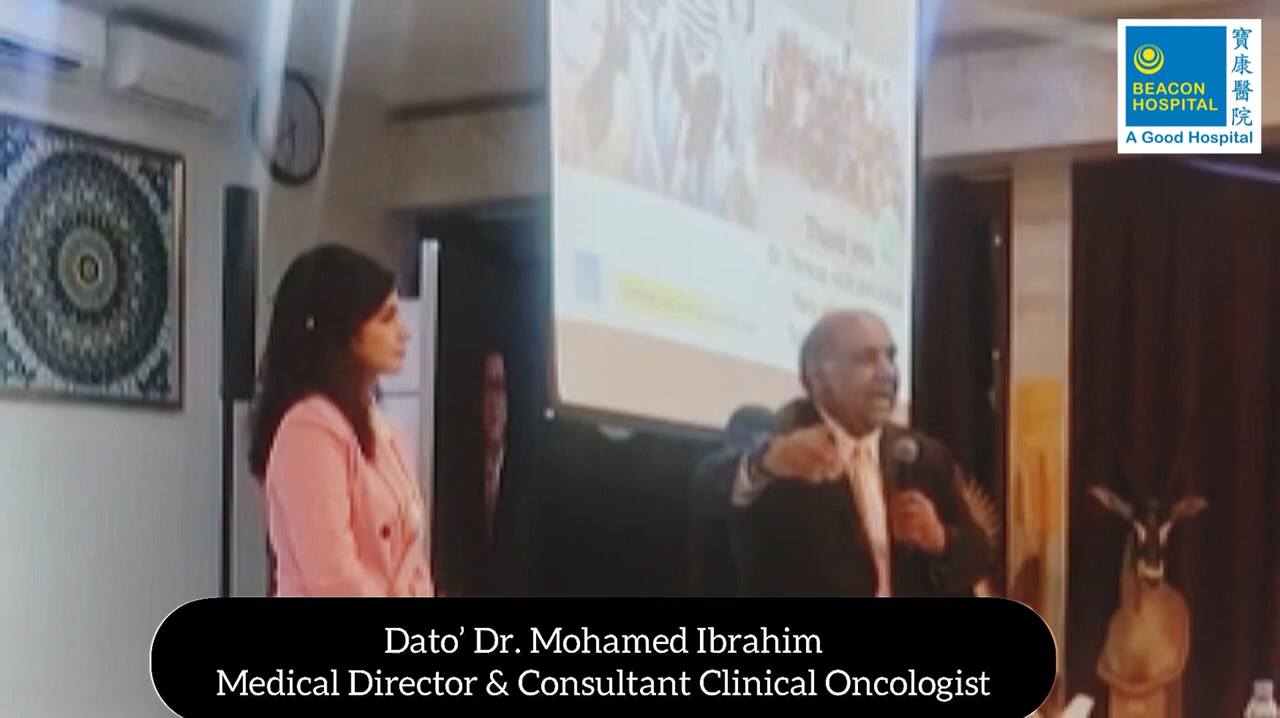 BEACON
HOSPITAL
寶康醫院
A Good Hospital
Thank you
Dato’ Dr. Mohamed Ibrahim
Medical Director & Consultant Clinical Oncologist